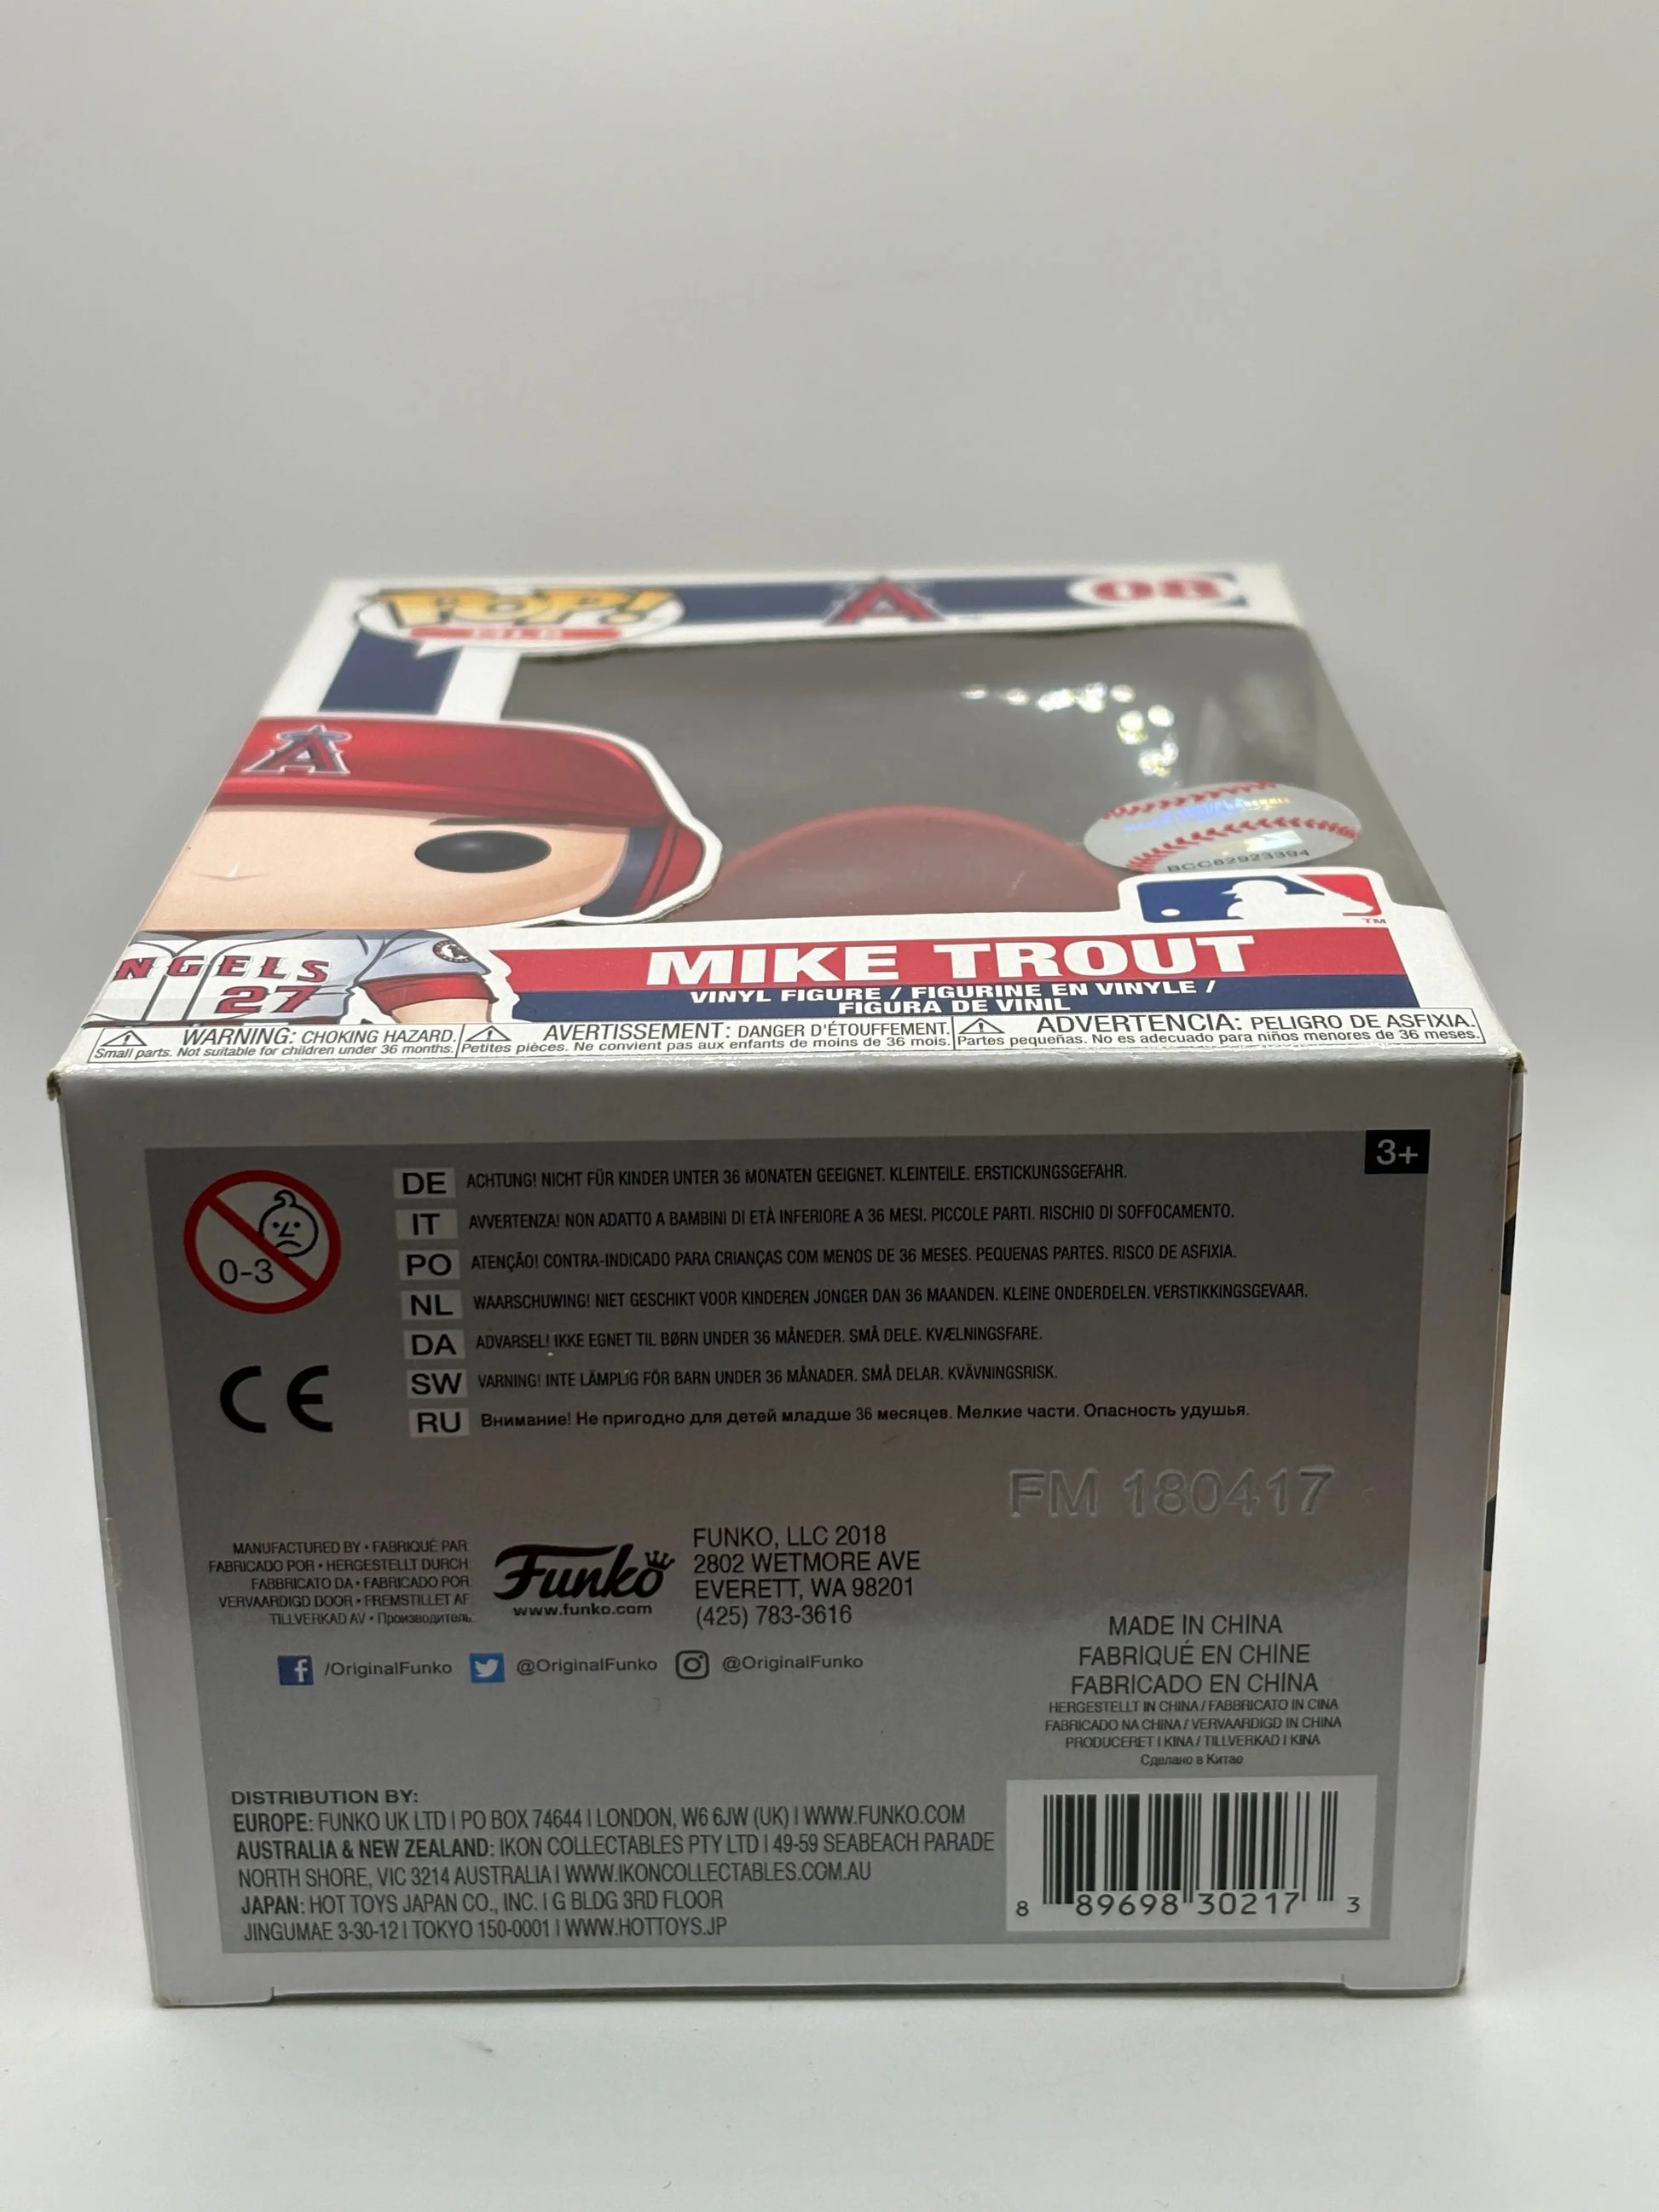 POP!
MLB
A
08
A
BCC82923394
TM
NGELS
27
MIKE TROUT
VINYL FIGURE / FIGURINE EN VINYLE /
FIGURA DE VINIL
WARNING: CHOKING HAZARD.
Small parts. Not suitable for children under 36 months.
AVERTISSEMENT: DANGER D'ÉTOUFFEMENT.
Petites pièces. Ne convient pas aux enfants de moins de 36 mois.
ADVERTENCIA: PELIGRO DE ASFIXIA.
Partes pequeñas. No es adecuado para niños menores de 36 meses.
3+
0-3
DE ACHTUNG! NICHT FÜR KINDER UNTER 36 MONATEN GEEIGNET. KLEINTEILE. ERSTICKUNGSGEFAHR.
IT AVVERTENZA! NON ADATTO A BAMBINI DI ETÀ INFERIORE A 36 MESI. PICCOLE PARTI. RISCHIO DI SOFFOCAMENTO.
PO ATENÇÃO! CONTRA-INDICADO PARA CRIANÇAS COM MENOS DE 36 MESES. PEQUENAS PARTES. RISCO DE ASFIXIA.
NL WAARSCHUWING! NIET GESCHIKT VOOR KINDEREN JONGER DAN 36 MAANDEN. KLEINE ONDERDELEN. VERSTIKKINGSGEVAAR.
DA ADVARSEL! IKKE EGNET TIL BØRN UNDER 36 MÅNEDER. SMÅ DELE. KVÆLNINGSFARE.
SW VARNING! INTE LÄMPLIG FÖR BARN UNDER 36 MÅNADER. SMÅ DELAR. KVÄVNINGSRISK.
RU Внимание! Не пригодно для детей младше 36 месяцев. Мелкие части. Опасность удушья.
CE
FM 180417
MANUFACTURED BY • FABRIQUÉ PAR
FABRICADO POR • HERGESTELLT DURCH
FABBRICATO DA • FABRICADO POR
VERVAARDIGD DOOR • FREMSTILLET AF
TILLVERKAD AV • Производитель
Funko
www.funko.com
FUNKO, LLC 2018
2802 WETMORE AVE
EVERETT, WA 98201
(425) 783-3616
f /OriginalFunko @OriginalFunko @OriginalFunko
MADE IN CHINA
FABRIQUÉ EN CHINE
FABRICADO EN CHINA
HERGESTELLT IN CHINA / FABBRICATO IN CINA
FABRICADO NA CHINA / VERVAARDIGD IN CHINA
PRODUCERET I KINA / TILLVERKAD I KINA
Сделано в Китае
DISTRIBUTION BY:
EUROPE: FUNKO UK LTD | PO BOX 74644 | LONDON, W6 6JW (UK) | WWW.FUNKO.COM
AUSTRALIA & NEW ZEALAND: IKON COLLECTABLES PTY LTD | 49-59 SEABEACH PARADE
NORTH SHORE, VIC 3214 AUSTRALIA | WWW.IKONCOLLECTABLES.COM.AU
JAPAN: HOT TOYS JAPAN CO., INC. | G BLDG 3RD FLOOR
JINGUMAE 3-30-12 | TOKYO 150-0001 | WWW.HOTTOYS.JP
8 89698 30217 3